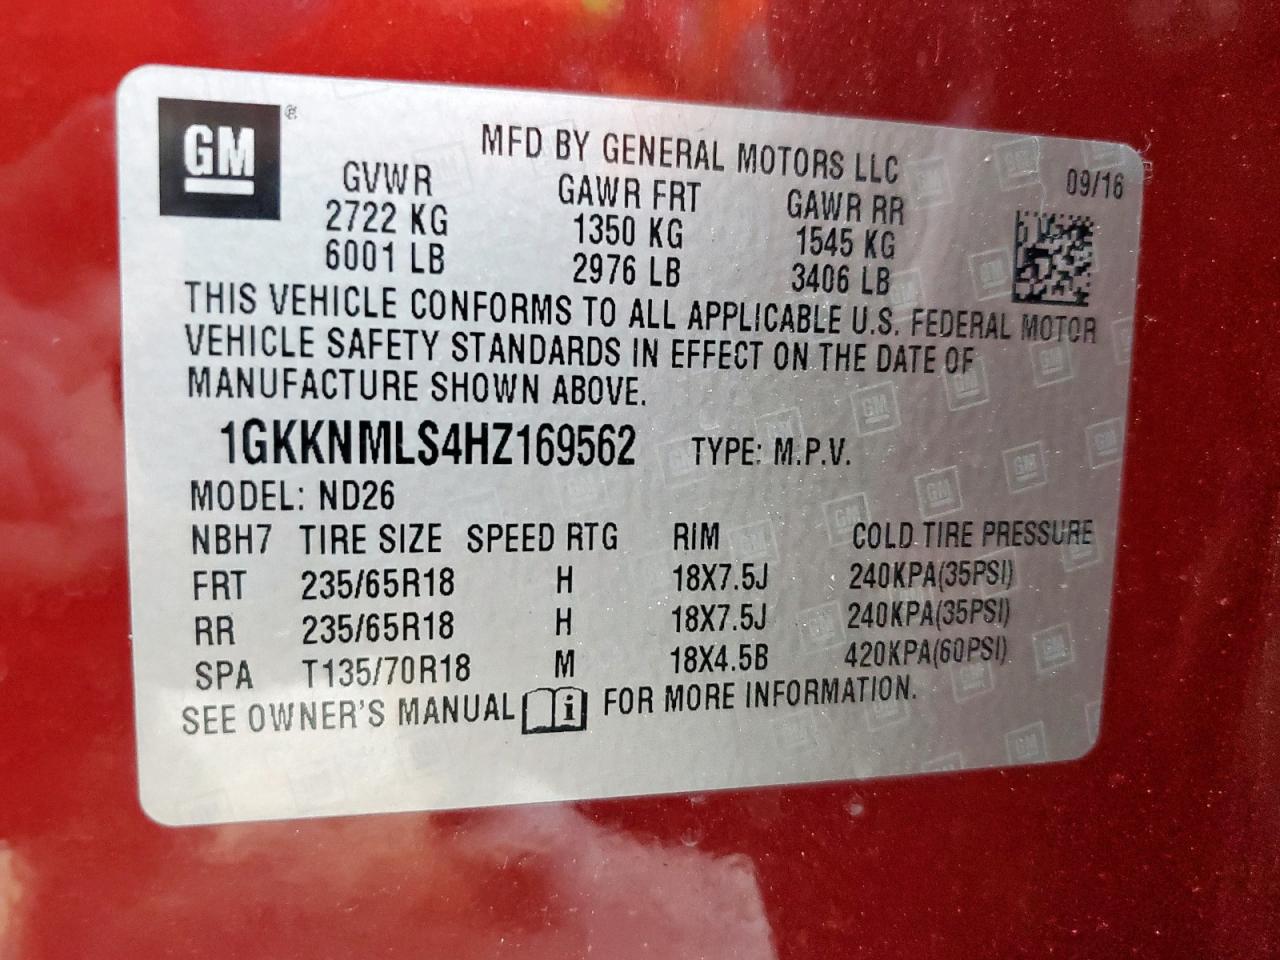 GM ®
MFD BY GENERAL MOTORS LLC
09/16
GVWR GAWR FRT GAWR RR
2722 KG 1350 KG 1545 KG
6001 LB 2976 LB 3406 LB
THIS VEHICLE CONFORMS TO ALL APPLICABLE U.S. FEDERAL MOTOR
VEHICLE SAFETY STANDARDS IN EFFECT ON THE DATE OF
MANUFACTURE SHOWN ABOVE.
1GKKNMLS4HZ169562 TYPE: M.P.V.
MODEL: ND26
NBH7 TIRE SIZE SPEED RTG RIM COLD TIRE PRESSURE
FRT 235/65R18 H 18X7.5J 240KPA(35PSI)
RR 235/65R18 H 18X7.5J 240KPA(35PSI)
SPA T135/70R18 M 18X4.5B 420KPA(60PSI)
SEE OWNER'S MANUAL i FOR MORE INFORMATION.